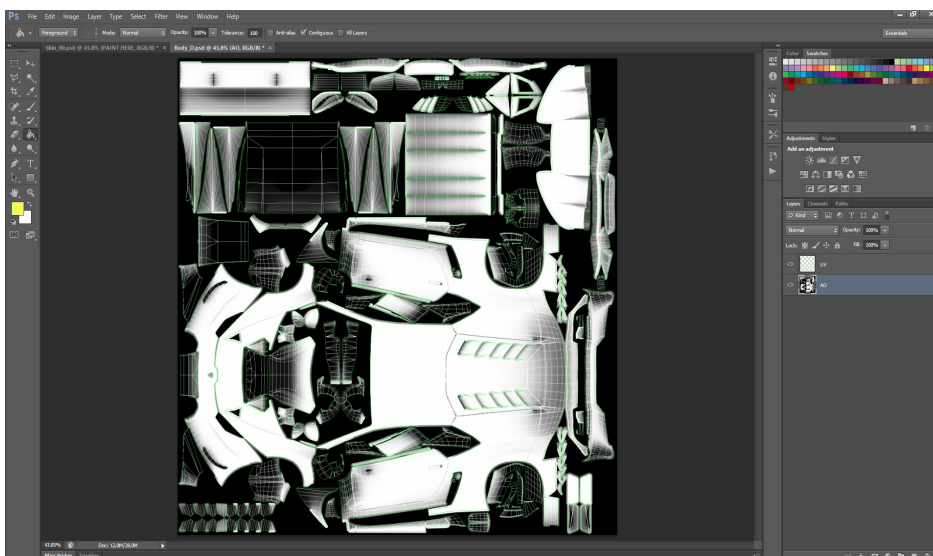 Ps File Edit Image Layer Type Select Filter View Window Help
Foreground Mode: Normal Opacity: 100% Tolerance: 100 Anti-alias Contiguous All Layers Essentials
Skin_00.psd @ 43,8% (PAINT HERE, RGB/8) * × Body_D.psd @ 43,8% (AO, RGB/8) * ×
Color Swatches
Adjustments Styles
Add an adjustment
Layers Channels Paths
Kind
Normal Opacity: 100%
Lock: Fill: 100%
UV
AO
43,85% Doc: 12,0M/28,0M
Mini Bridge Timeline